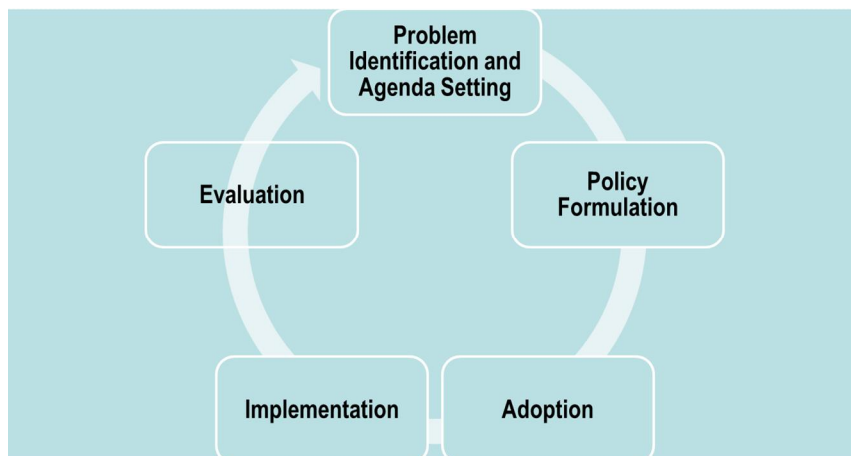 Problem
Identification and
Agenda Setting
Policy
Formulation
Adoption
Implementation
Evaluation